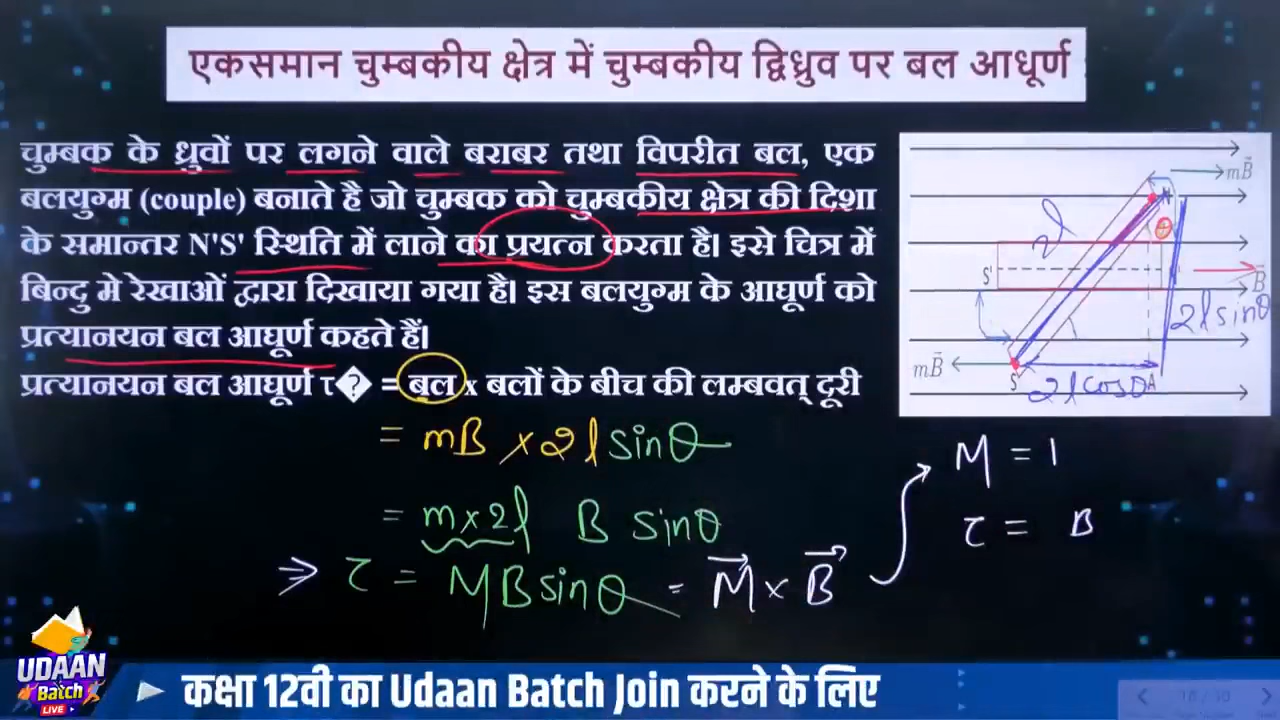 एकसमान चुम्बकीय क्षेत्र में चुम्बकीय द्विध्रुव पर बल आधूर्ण
चुम्बक के ध्रुवों पर लगने वाले बराबर तथा विपरीत बल, एक
बलयुग्म (couple) बनाते है जो चुम्बक को चुम्बकीय क्षेत्र की दिशा
के समान्तर N'S' स्थिति में लाने का प्रयत्न करता है। इसे चित्र में
बिन्दु मे रेखाओं द्वारा दिखाया गया है। इस बलयुग्म के आघूर्ण को
प्रत्यानयन बल आघूर्ण कहते हैं।
प्रत्यानयन बल आघूर्ण τ� = बल x बलों के बीच की लम्बवत् दूरी
= mB × 2l sinθ
= m×2l B sinθ
⇒ τ = MB sinθ = M⃗ × B⃗
M = 1
τ = B
mB⃗
2l
θ
S'
B⃗
2l sinθ
mB⃗
S
A
2l cosθ
UDAAN
Batch
LIVE
कक्षा 12वी का Udaan Batch Join करने के लिए